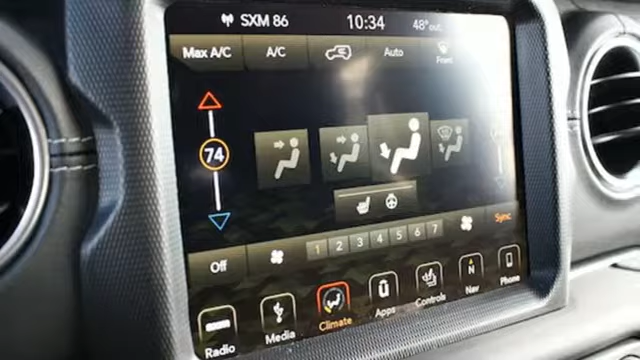 SXM 86 10:34 48° out
Max A/C A/C Auto Front
74
Off 1 2 3 4 5 6 7 Sync
Radio Media Climate Apps Controls Nav Phone